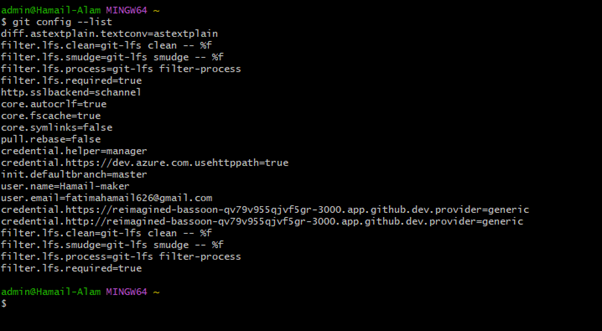 admin@Hamail-Alam MINGW64 ~
$ git config --list
diff.astextplain.textconv=astextplain
filter.lfs.clean=git-lfs clean -- %f
filter.lfs.smudge=git-lfs smudge -- %f
filter.lfs.process=git-lfs filter-process
filter.lfs.required=true
http.sslbackend=schannel
core.autocrlf=true
core.fscache=true
core.symlinks=false
pull.rebase=false
credential.helper=manager
credential.https://dev.azure.com.usehttppath=true
init.defaultbranch=master
user.name=Hamail-maker
user.email=fatimahamail626@gmail.com
credential.https://reimagined-bassoon-qv79v955qjvf5gr-3000.app.github.dev.provider=generic
credential.http://reimagined-bassoon-qv79v955qjvf5gr-3000.app.github.dev.provider=generic
filter.lfs.clean=git-lfs clean -- %f
filter.lfs.smudge=git-lfs smudge -- %f
filter.lfs.process=git-lfs filter-process
filter.lfs.required=true
admin@Hamail-Alam MINGW64 ~
$